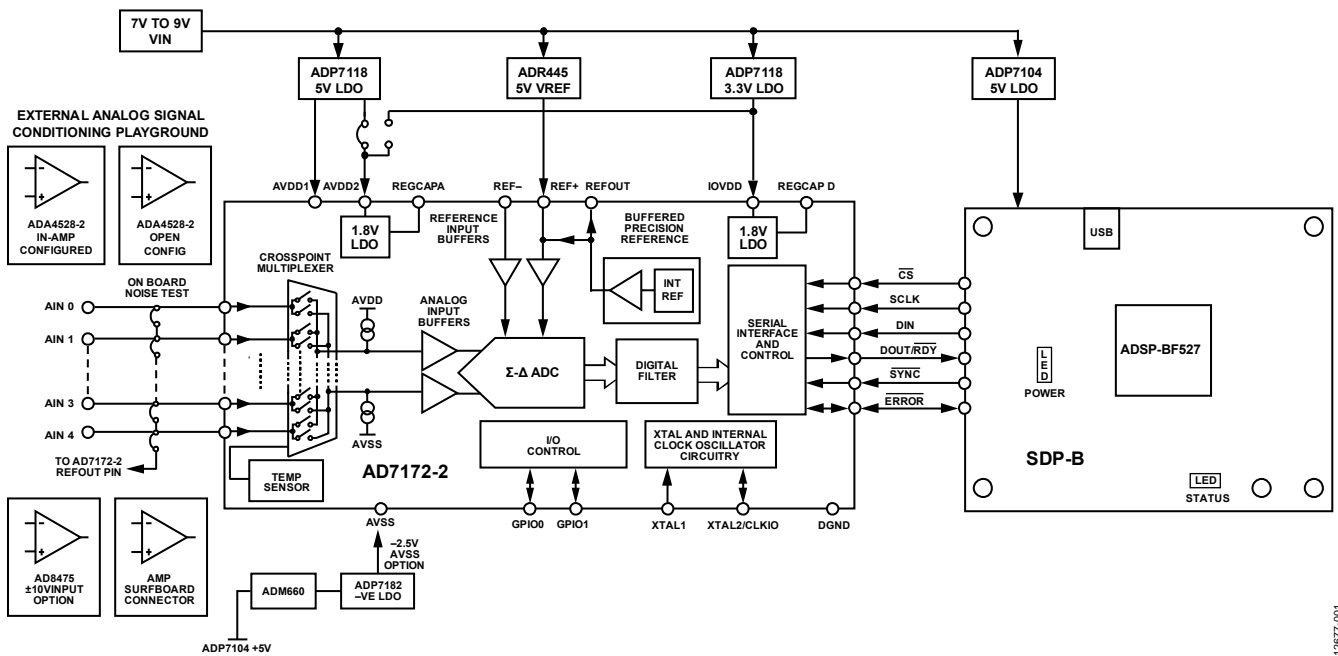 7V TO 9V
VIN
ADP7118
5V LDO
ADR445
5V VREF
ADP7118
3.3V LDO
ADP7104
5V LDO
EXTERNAL ANALOG SIGNAL
CONDITIONING PLAYGROUND
ADA4528-2
IN-AMP
CONFIGURED
ADA4528-2
OPEN
CONFIG
AVDD1
AVDD2
REGCAPA
REF–
REF+
REFOUT
IOVDD
REGCAP D
1.8V
LDO
REFERENCE
INPUT
BUFFERS
BUFFERED
PRECISION
REFERENCE
1.8V
LDO
INT
REF
CROSSPOINT
MULTIPLEXER
ON BOARD
NOISE TEST
AIN 0
AIN 1
AIN 3
AIN 4
TO AD7172-2
REFOUT PIN
AVDD
AVSS
ANALOG
INPUT
BUFFERS
Σ-Δ ADC
DIGITAL
FILTER
SERIAL
INTERFACE
AND
CONTROL
CS
SCLK
DIN
DOUT/RDY
SYNC
ERROR
USB
ADSP-BF527
LED
POWER
SDP-B
LED
STATUS
TEMP
SENSOR
AD7172-2
I/O
CONTROL
XTAL AND INTERNAL
CLOCK OSCILLATOR
CIRCUITRY
AVSS
GPIO0
GPIO1
XTAL1
XTAL2/CLKIO
DGND
–2.5V
AVSS
OPTION
AD8475
±10VINPUT
OPTION
AMP
SURFBOARD
CONNECTOR
ADM660
ADP7182
–VE LDO
ADP7104 +5V
12677-001